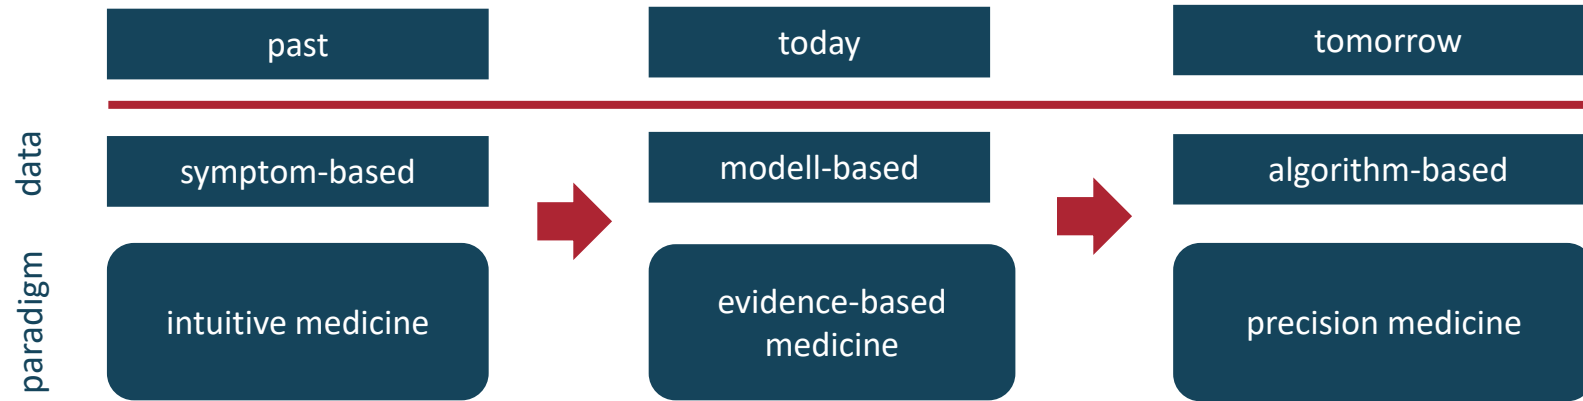 past
today
tomorrow
data
symptom-based
modell-based
algorithm-based
paradigm
intuitive medicine
evidence-based
medicine
precision medicine